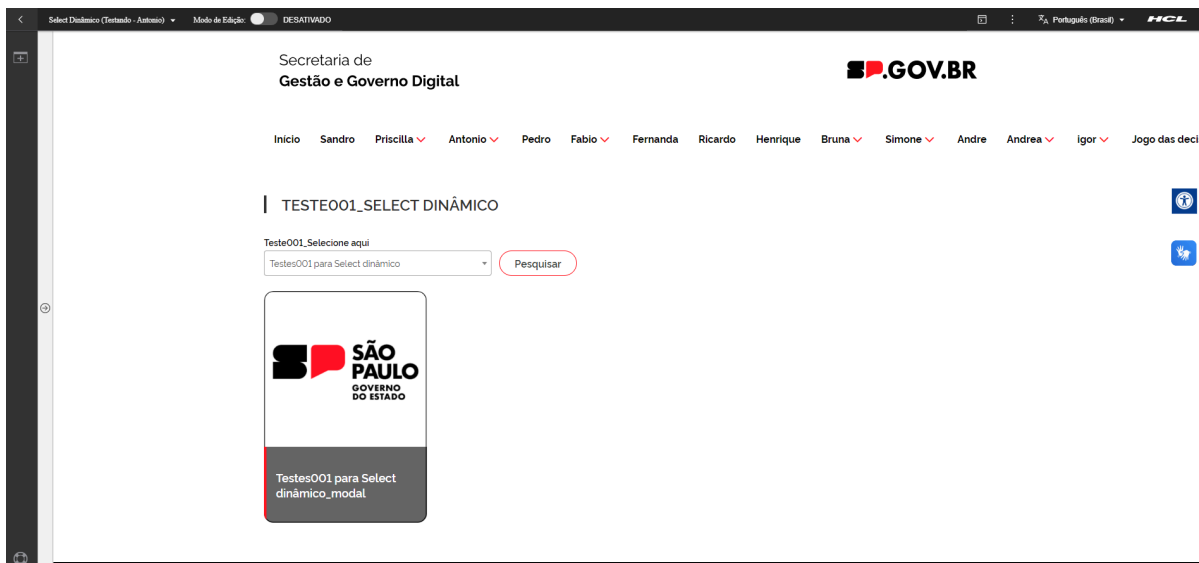 Select Dinâmico (Testando - Antonio) Modo de Edição: DESATIVADO Português (Brasil) HCL
Secretaria de
Gestão e Governo Digital
SP.GOV.BR
Início Sandro Priscilla Antonio Pedro Fabio Fernanda Ricardo Henrique Bruna Simone Andre Andrea igor Jogo das deci
TESTE001_SELECT DINÂMICO
Teste001_Selecione aqui
Testes001 para Select dinâmico Pesquisar
SP SÃO
PAULO
GOVERNO
DO ESTADO
Testes001 para Select
dinâmico_modal